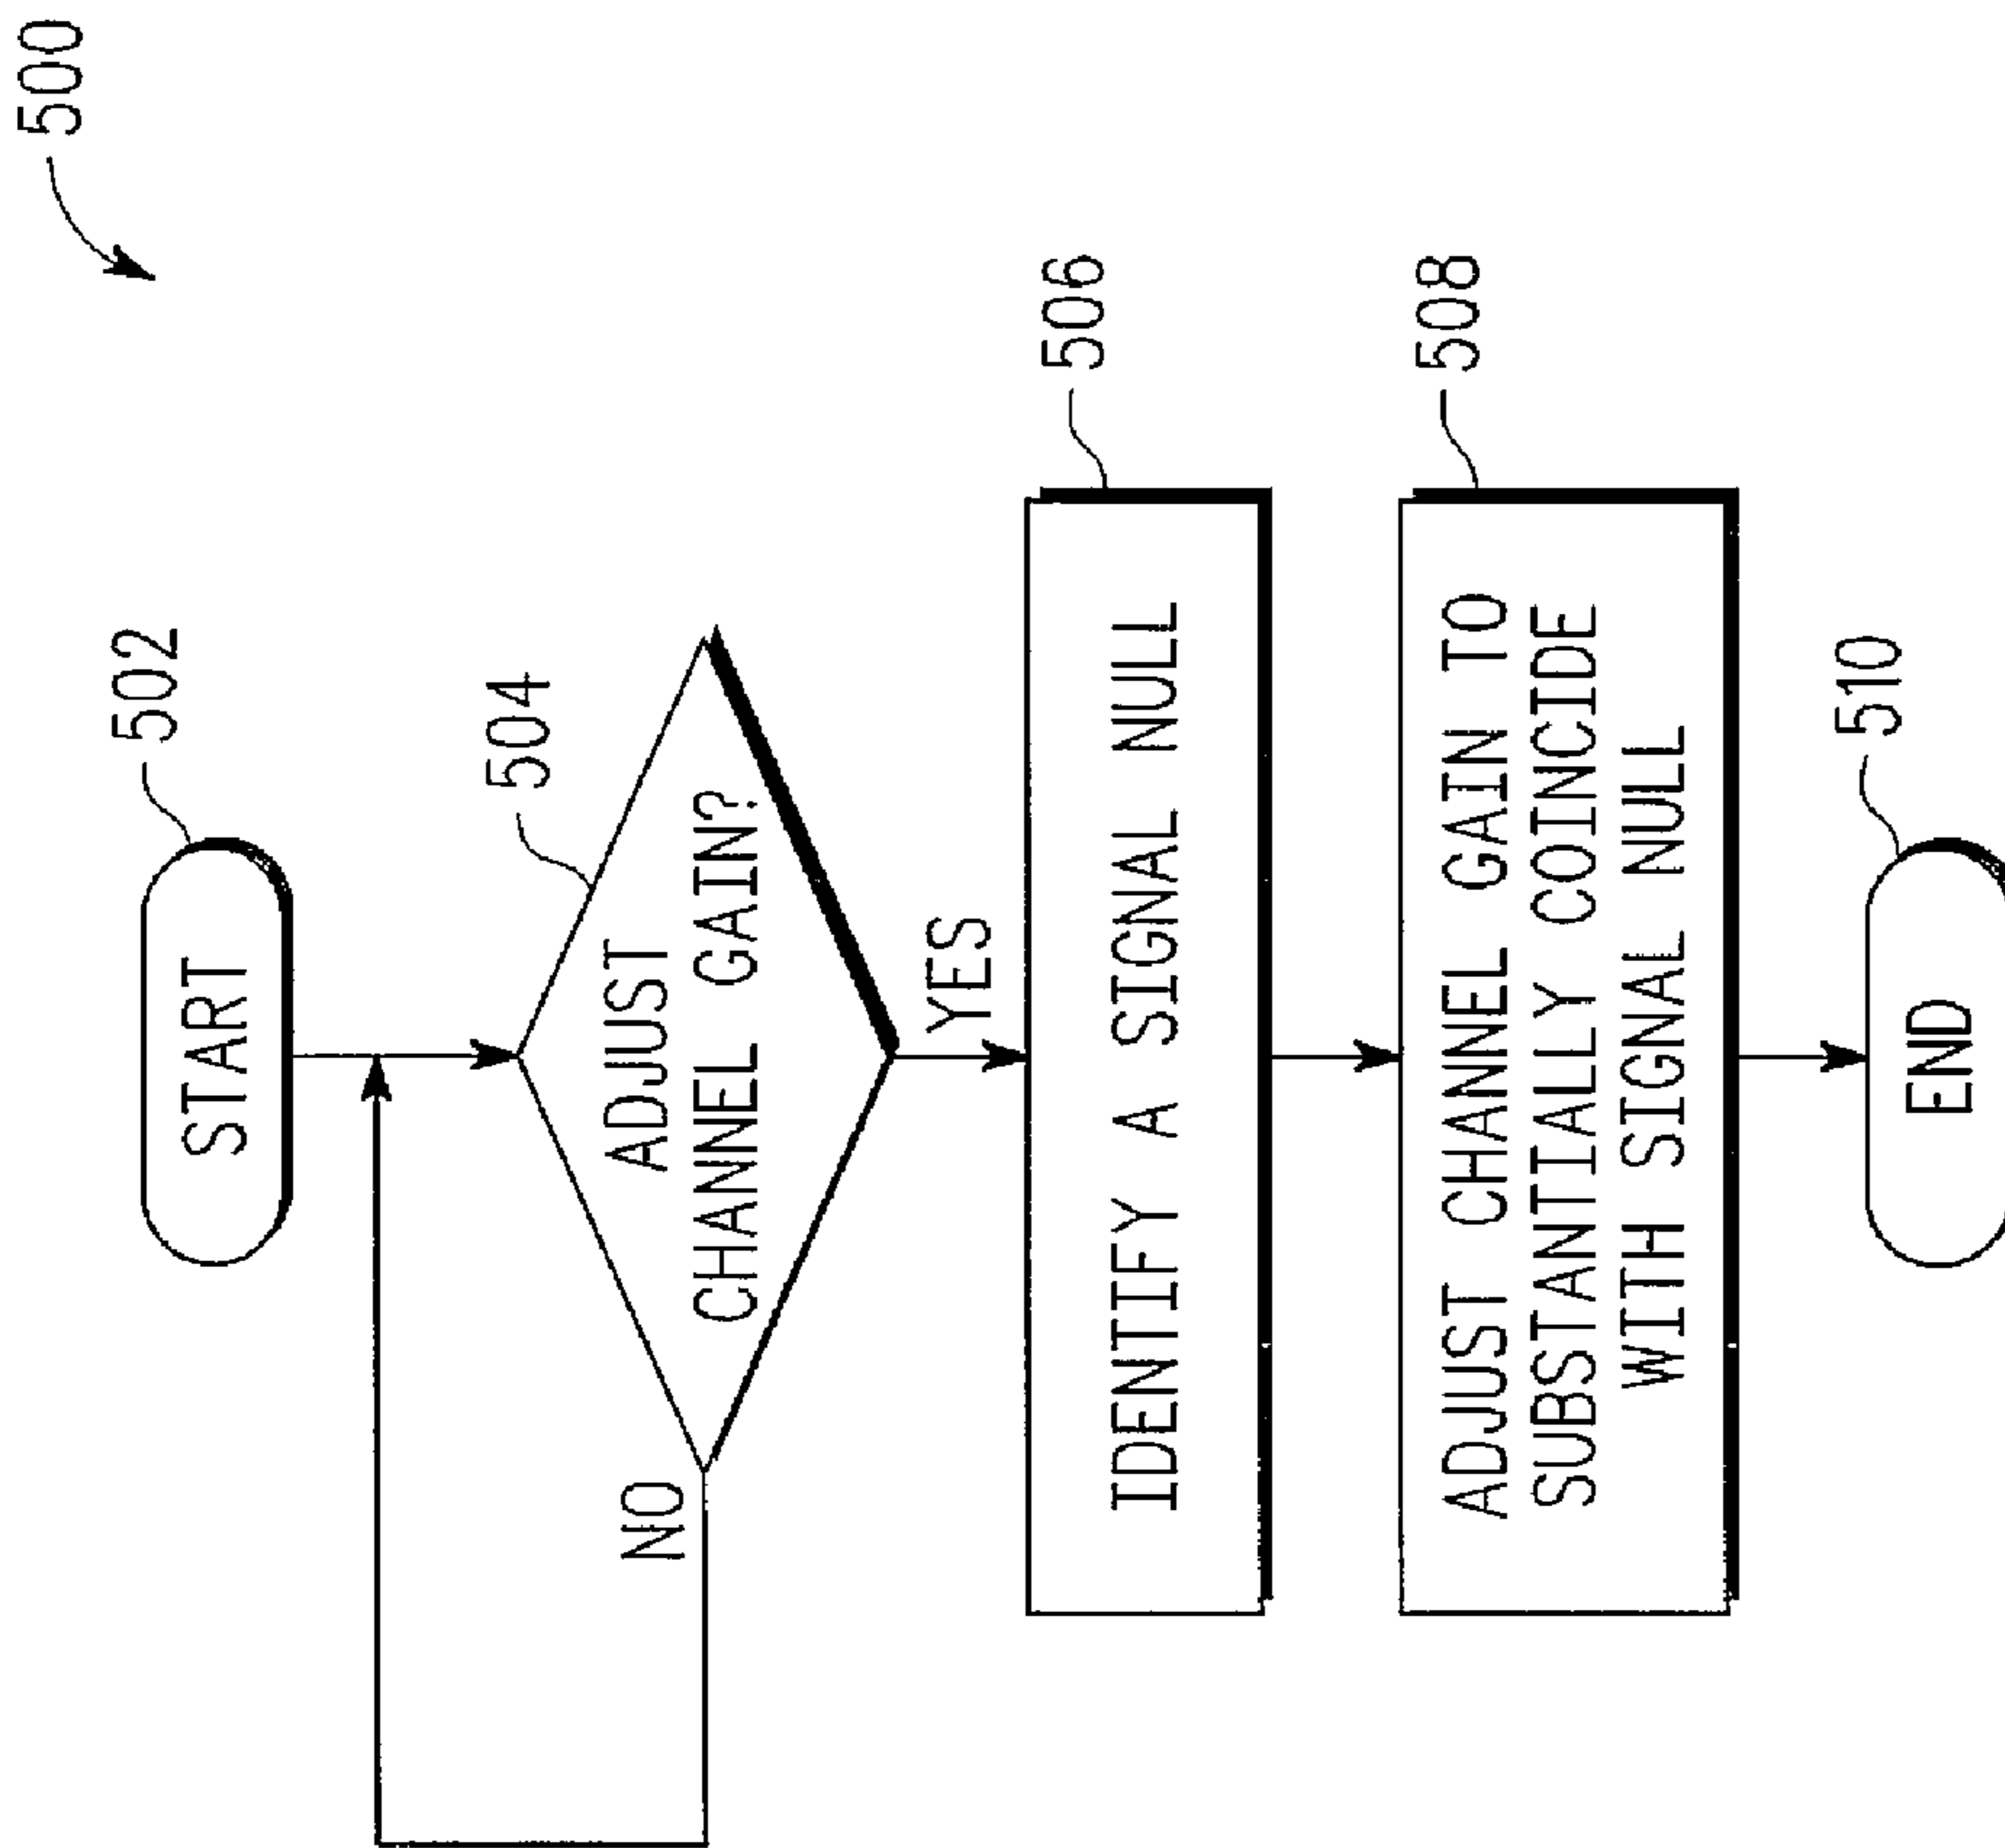 500
502
START
504
ADJUST
CHANNEL GAIN?
NO
YES
506
IDENTIFY A SIGNAL NULL
508
ADJUST CHANNEL GAIN TO
SUBSTANTIALLY COINCIDE
WITH SIGNAL NULL
510
END